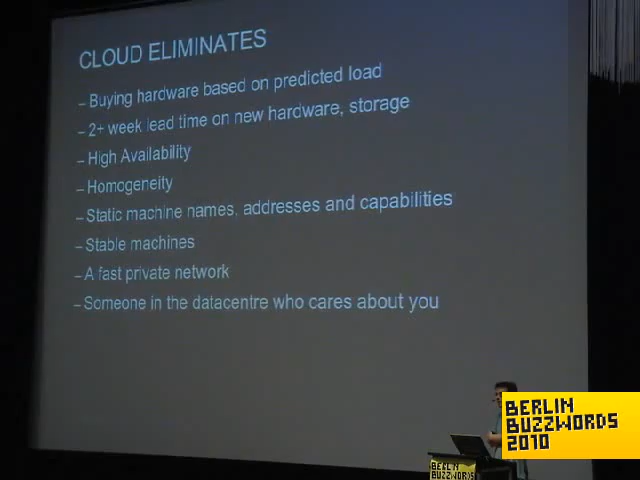 CLOUD ELIMINATES
– Buying hardware based on predicted load
– 2+ week lead time on new hardware, storage
– High Availability
– Homogeneity
– Static machine names, addresses and capabilities
– Stable machines
– A fast private network
– Someone in the datacentre who cares about you
BERLIN
BUZZWORDS
2010
BERLIN
BUZZWORDS